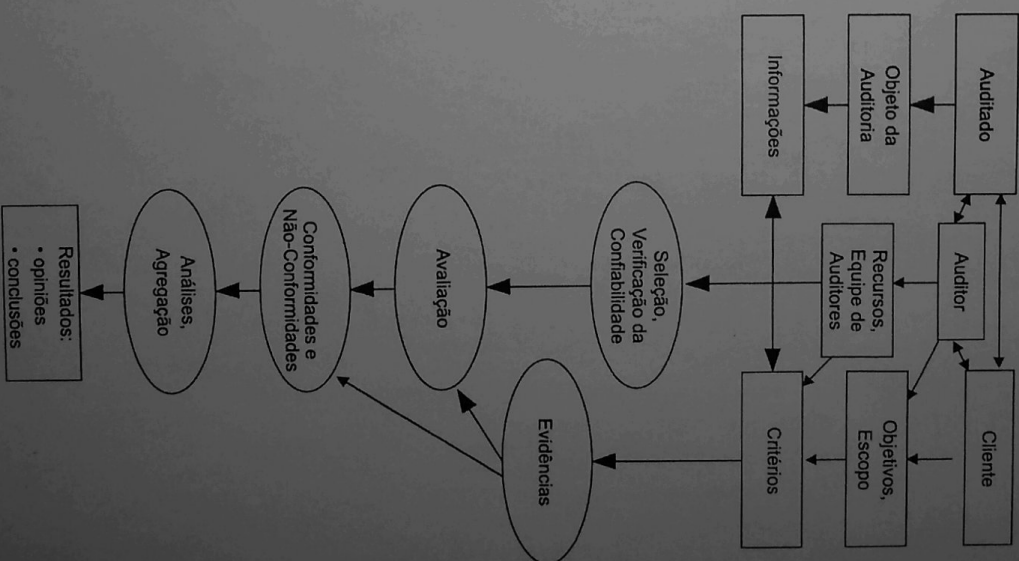 Auditado
Auditor
Cliente
Objeto da
Auditoria
Recursos,
Equipe de
Auditores
Objetivos,
Escopo
Informações
Critérios
Seleção,
Verificação da
Confiabilidade
Evidências
Avaliação
Conformidades e
Não-Conformidades
Análises,
Agregação
Resultados:
• opiniões
• conclusões